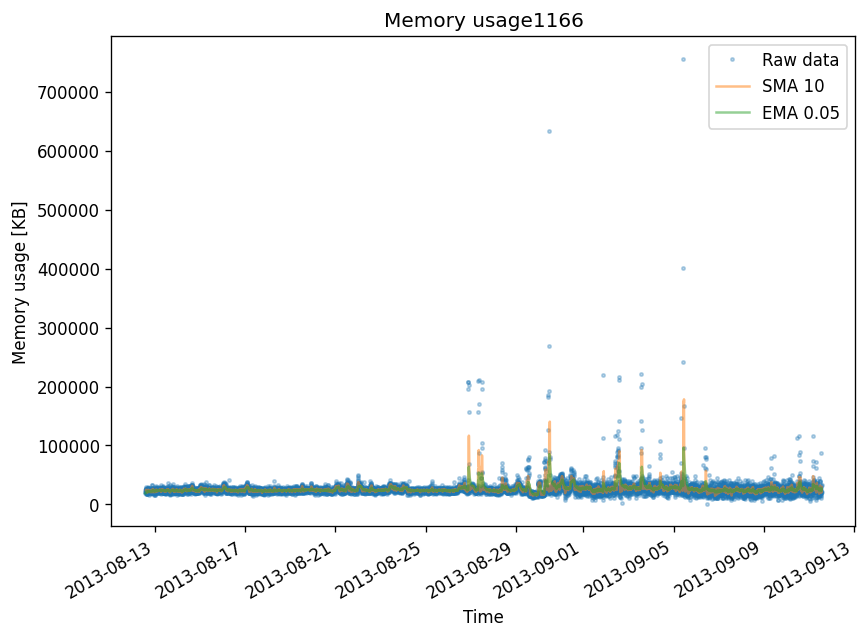 Memory usage1166
Raw data
SMA 10
EMA 0.05
Memory usage [KB]
700000
600000
500000
400000
300000
200000
100000
0
2013-08-13
2013-08-17
2013-08-21
2013-08-25
2013-08-29
2013-09-01
2013-09-05
2013-09-09
2013-09-13
Time